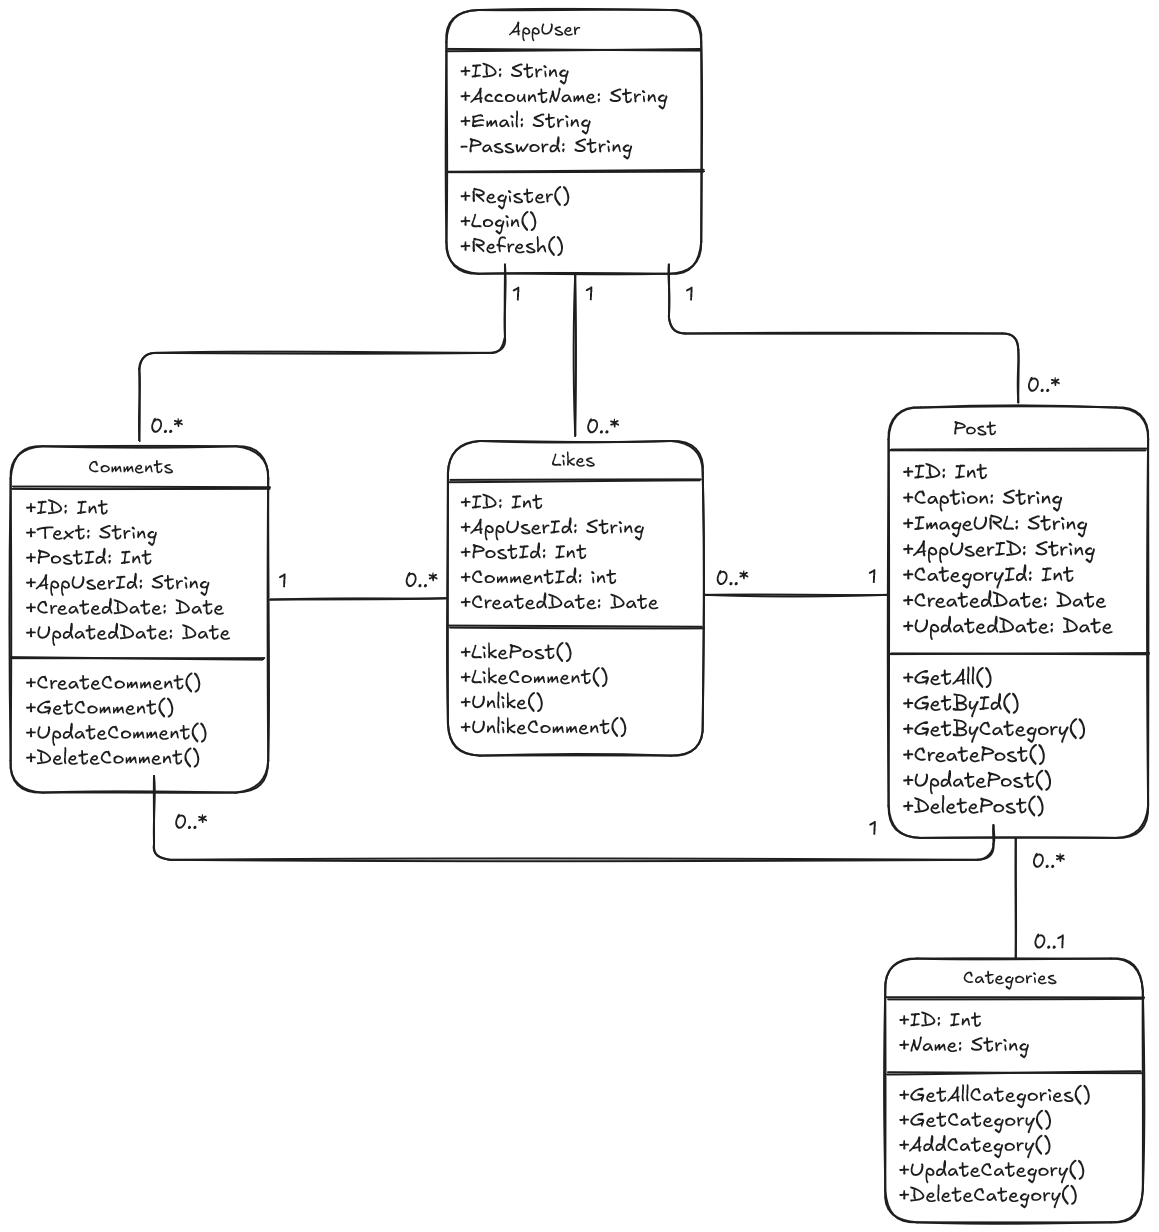 AppUser
+ID: String
+AccountName: String
+Email: String
-Password: String
+Register()
+Login()
+Refresh()
1
1
1
0..*
0..*
0..*
Comments
+ID: Int
+Text: String
+PostId: Int
+AppUserId: String
+CreatedDate: Date
+UpdatedDate: Date
+CreateComment()
+GetComment()
+UpdateComment()
+DeleteComment()
1
0..*
Likes
+ID: Int
+AppUserId: String
+PostId: Int
+CommentId: int
+CreatedDate: Date
+LikePost()
+LikeComment()
+Unlike()
+UnlikeComment()
0..*
1
Post
+ID: Int
+Caption: String
+ImageURL: String
+AppUserID: String
+CategoryId: Int
+CreatedDate: Date
+UpdatedDate: Date
+GetAll()
+GetById()
+GetByCategory()
+CreatePost()
+UpdatePost()
+DeletePost()
0..*
1
0..*
0..1
Categories
+ID: Int
+Name: String
+GetAllCategories()
+GetCategory()
+AddCategory()
+UpdateCategory()
+DeleteCategory()